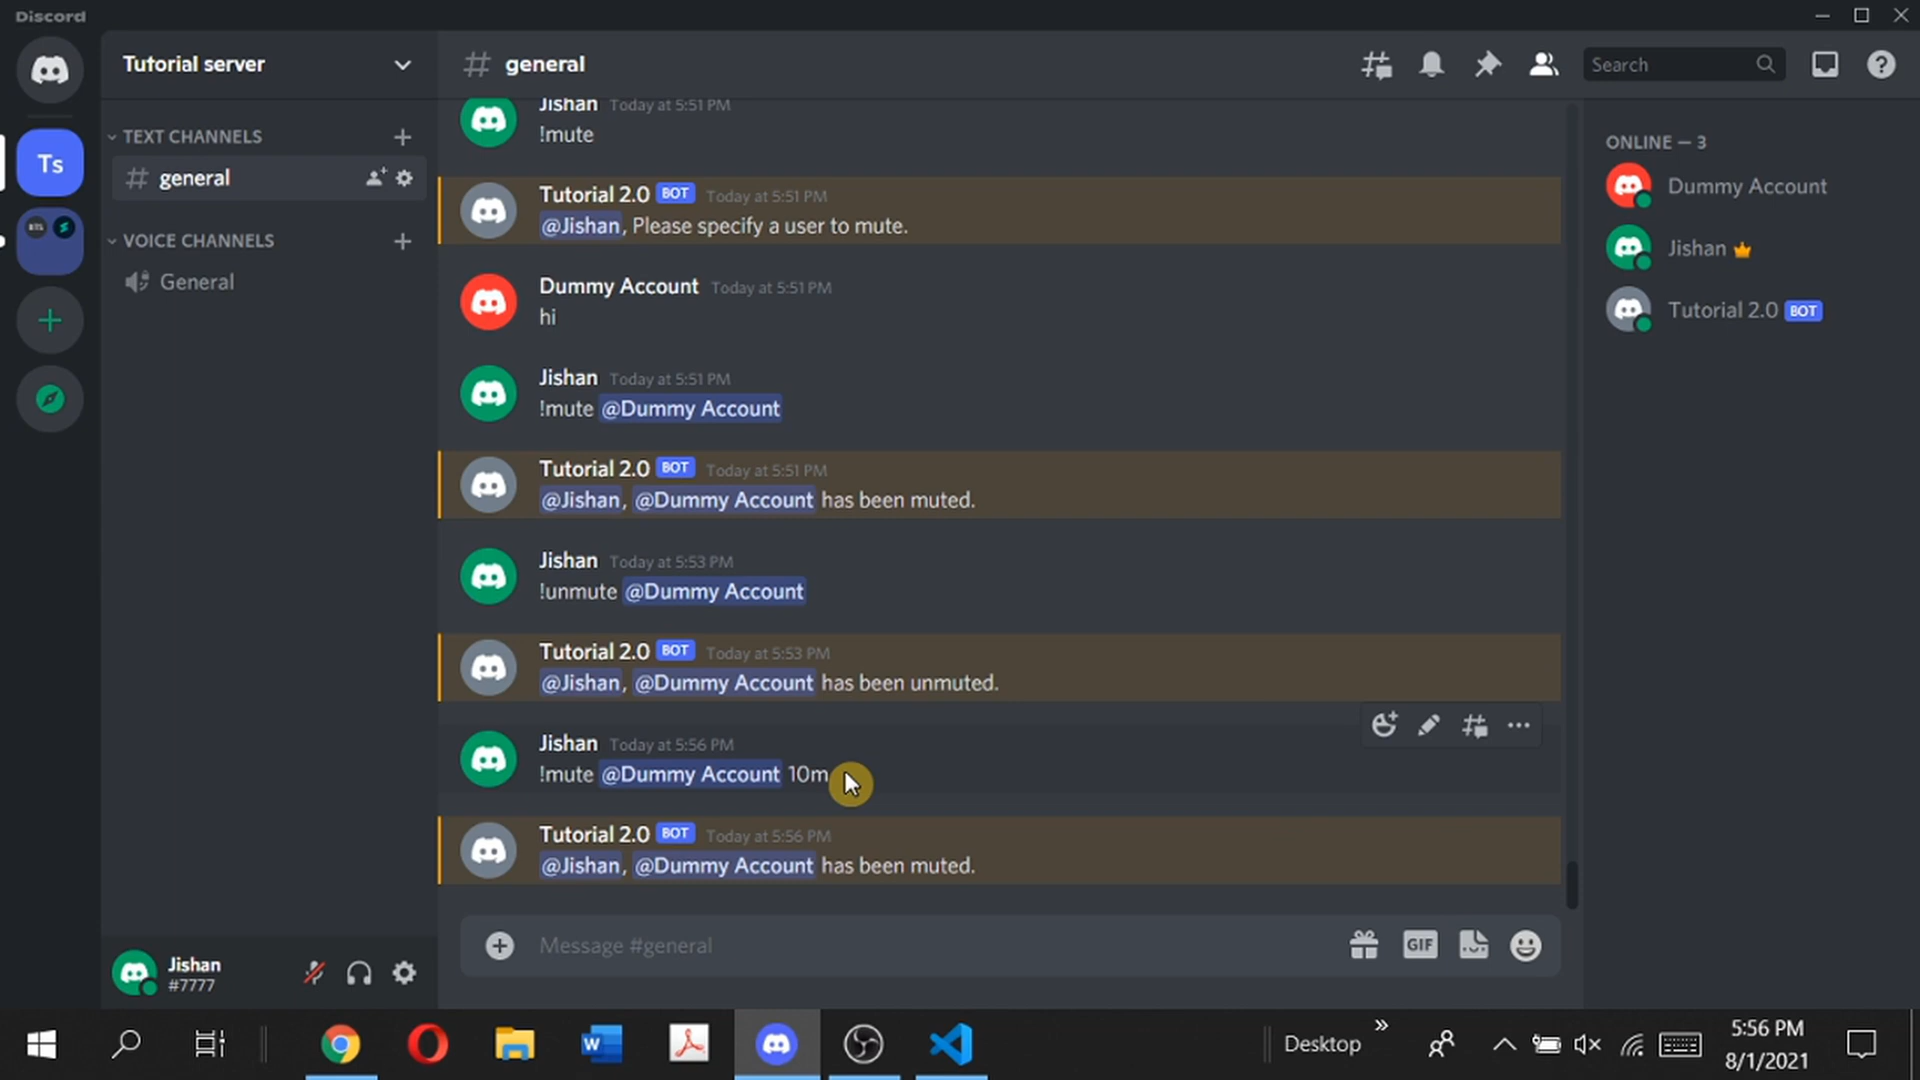 Discord
Tutorial server
TEXT CHANNELS
general
VOICE CHANNELS
General
Jishan
#7777
Ts
general
Search
Jishan Today at 5:51 PM
!mute
Tutorial 2.0 BOT Today at 5:51 PM
@Jishan, Please specify a user to mute.
Dummy Account Today at 5:51 PM
hi
Jishan Today at 5:51 PM
!mute @Dummy Account
Tutorial 2.0 BOT Today at 5:51 PM
@Jishan, @Dummy Account has been muted.
Jishan Today at 5:53 PM
!unmute @Dummy Account
Tutorial 2.0 BOT Today at 5:53 PM
@Jishan, @Dummy Account has been unmuted.
Jishan Today at 5:56 PM
!mute @Dummy Account 10m
Tutorial 2.0 BOT Today at 5:56 PM
@Jishan, @Dummy Account has been muted.
Message #general
GIF
ONLINE — 3
Dummy Account
Jishan
Tutorial 2.0 BOT
Desktop
5:56 PM
8/1/2021